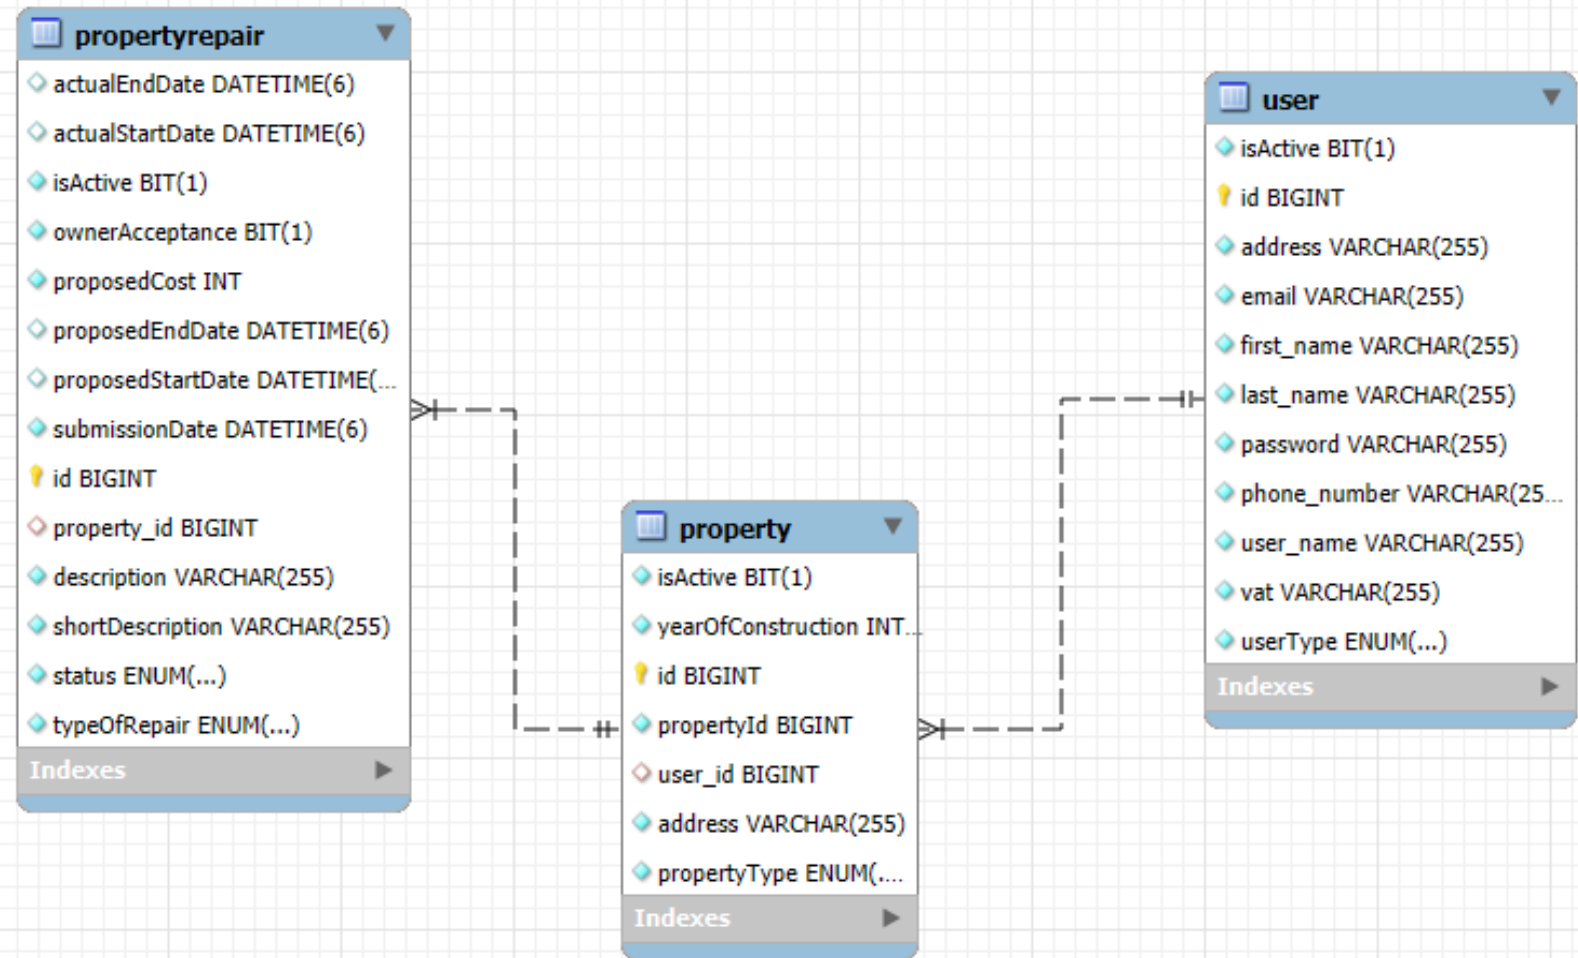 propertyrepair
actualEndDate DATETIME(6)
actualStartDate DATETIME(6)
isActive BIT(1)
ownerAcceptance BIT(1)
proposedCost INT
proposedEndDate DATETIME(6)
proposedStartDate DATETIME(...
submissionDate DATETIME(6)
id BIGINT
property_id BIGINT
description VARCHAR(255)
shortDescription VARCHAR(255)
status ENUM(...)
typeOfRepair ENUM(...)
Indexes
property
isActive BIT(1)
yearOfConstruction INT...
id BIGINT
propertyId BIGINT
user_id BIGINT
address VARCHAR(255)
propertyType ENUM(....
Indexes
user
isActive BIT(1)
id BIGINT
address VARCHAR(255)
email VARCHAR(255)
first_name VARCHAR(255)
last_name VARCHAR(255)
password VARCHAR(255)
phone_number VARCHAR(25...
user_name VARCHAR(255)
vat VARCHAR(255)
userType ENUM(...)
Indexes